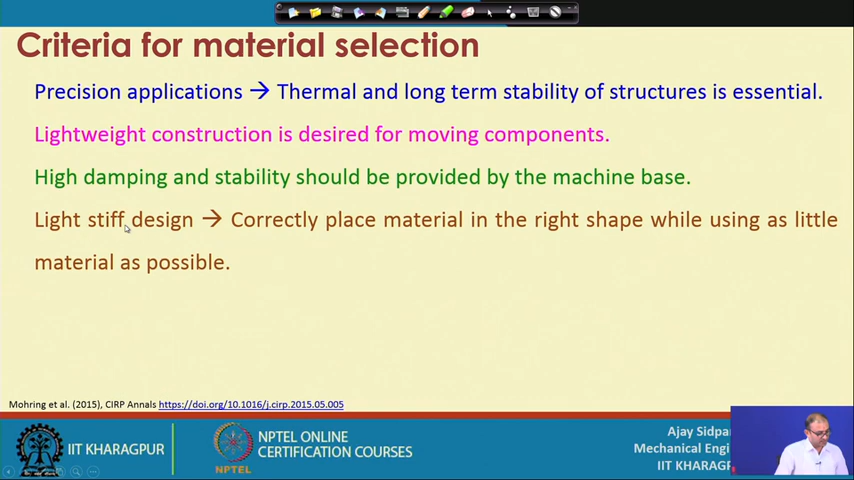 Criteria for material selection
Precision applications → Thermal and long term stability of structures is essential.
Lightweight construction is desired for moving components.
High damping and stability should be provided by the machine base.
Light stiff design → Correctly place material in the right shape while using as little
material as possible.
Mohring et al. (2015), CIRP Annals https://doi.org/10.1016/j.cirp.2015.05.005
IIT KHARAGPUR
NPTEL
NPTEL ONLINE
CERTIFICATION COURSES
Ajay Sidpar
Mechanical Engi
IIT KHARAG